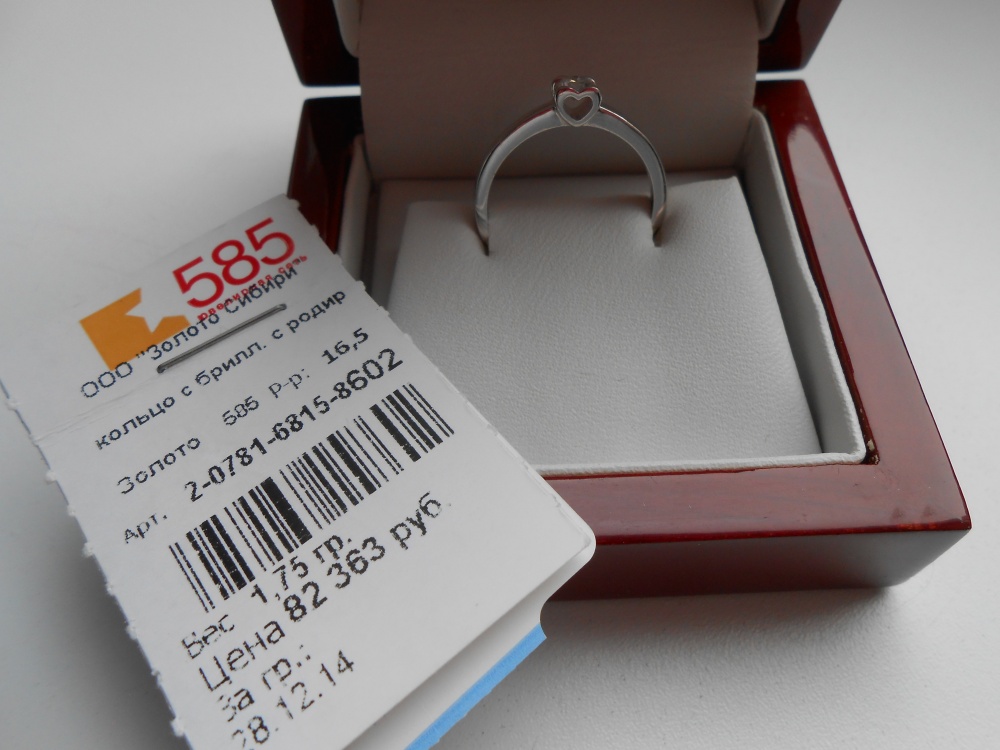 585
ювелирная сеть
ООО "Золото Сибири
кольцо с брилл. с родир
Золото 585 Р-р: 16,5
Арт. 2-0781-6815-8602
Вес 1,75 гр.
Цена 82 363 руб.
За гр.:
28.12.14